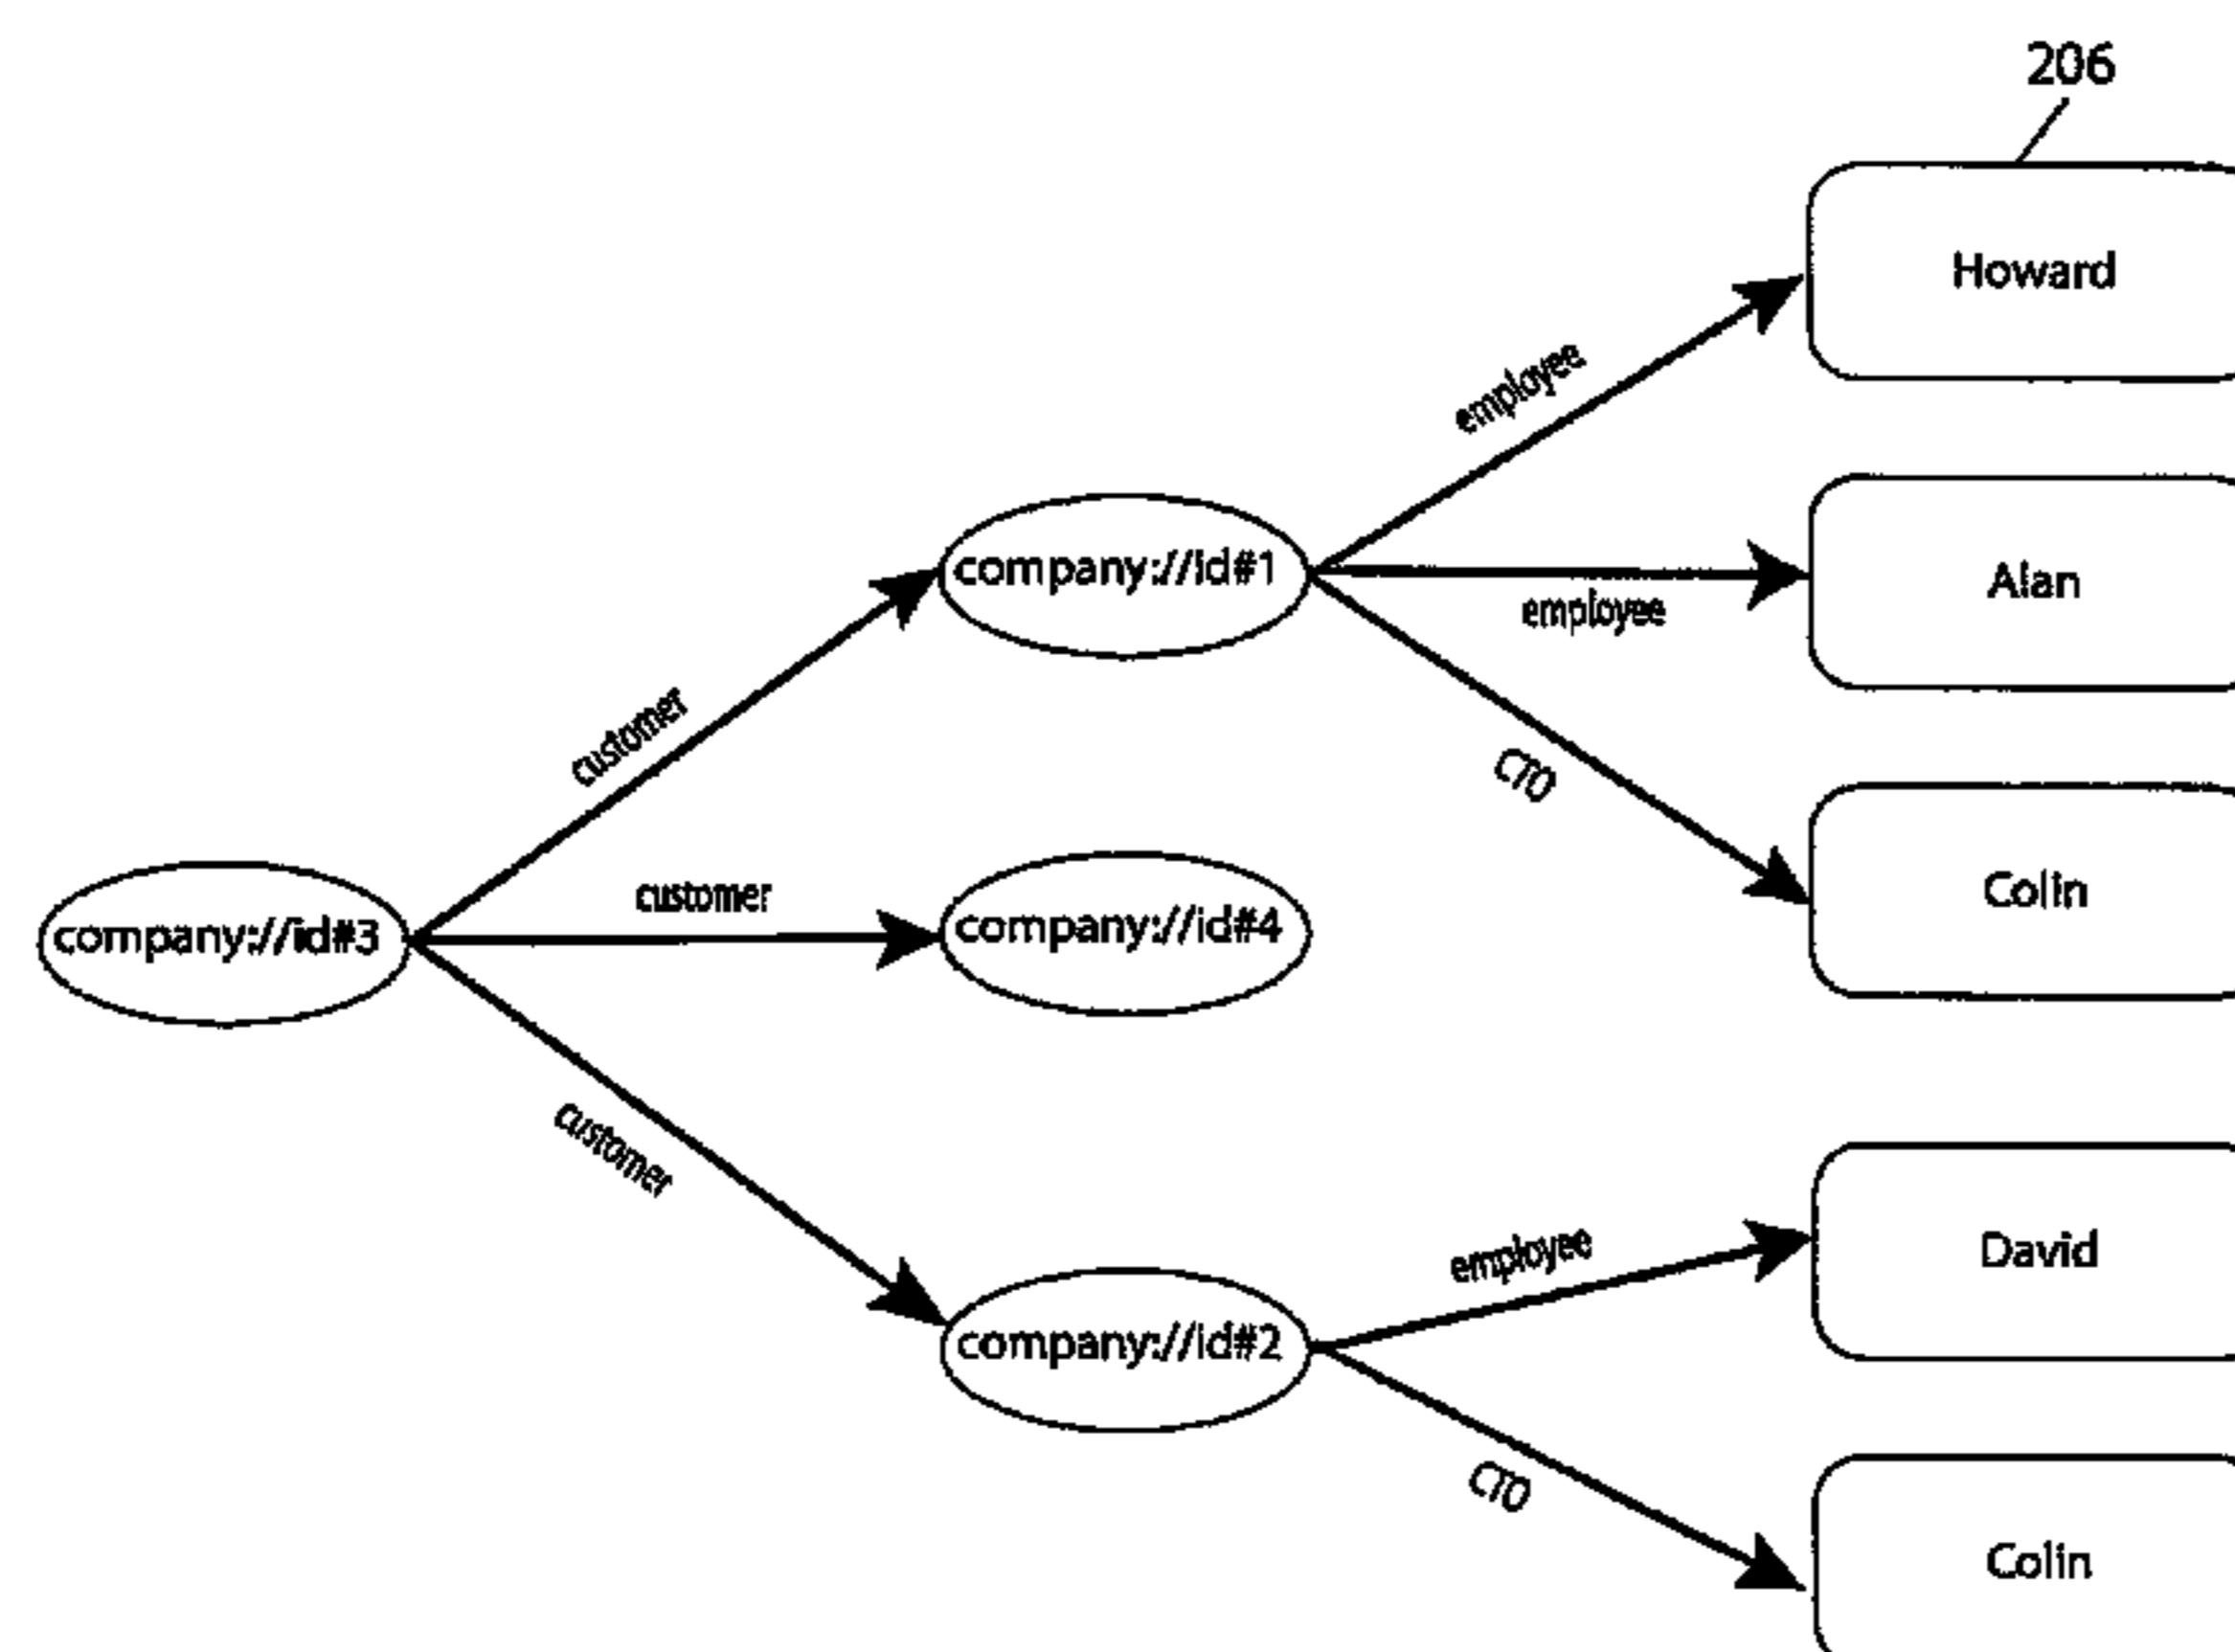 206
Howard
employee
company://id#1
Alan
employee
customer
CTO
Colin
customer
company://id#3
company://id#4
customer
employee
David
company://id#2
CTO
Colin